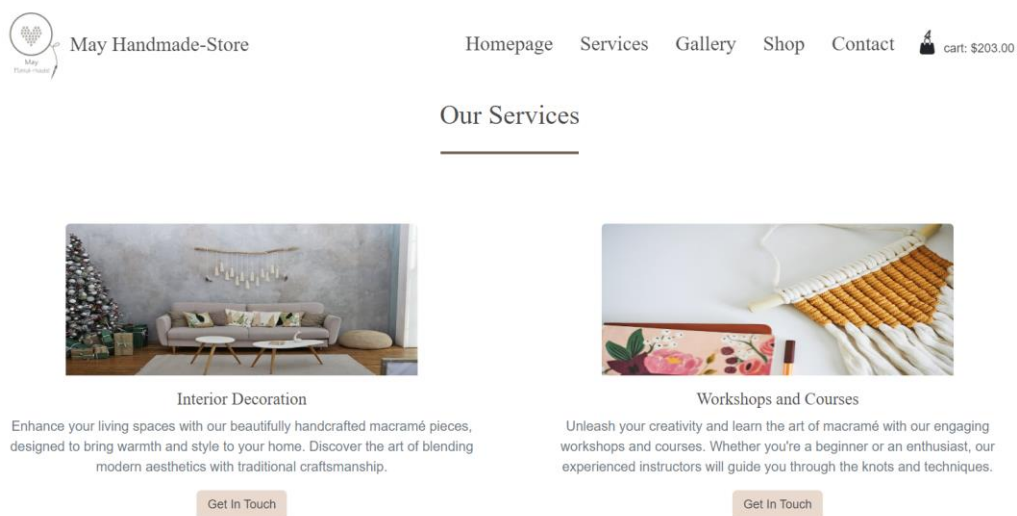 May Handmade-Store
Homepage
Services
Gallery
Shop
Contact
cart: $203.00
May
Our Services
Interior Decoration
Enhance your living spaces with our beautifully handcrafted macramé pieces,
designed to bring warmth and style to your home. Discover the art of blending
modern aesthetics with traditional craftsmanship.
Get In Touch
Workshops and Courses
Unleash your creativity and learn the art of macramé with our engaging
workshops and courses. Whether you're a beginner or an enthusiast, our
experienced instructors will guide you through the knots and techniques.
Get In Touch